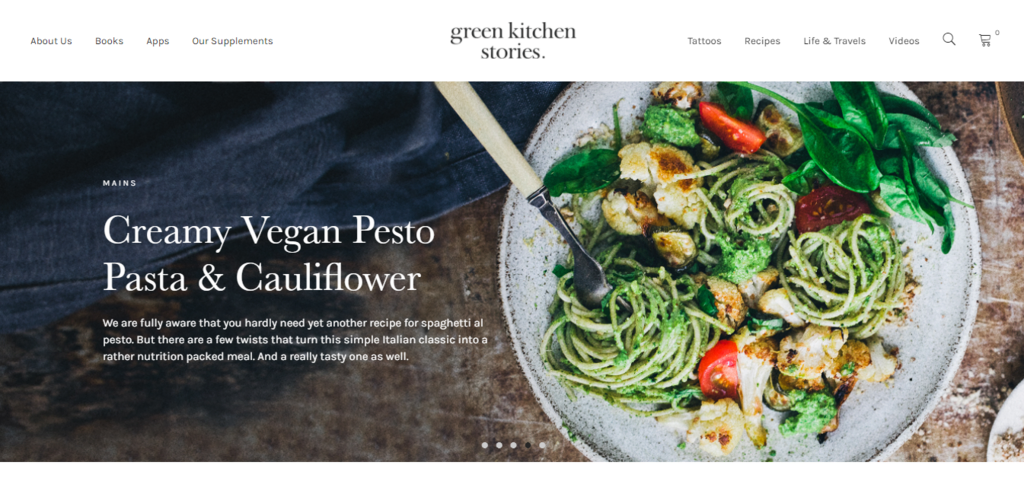 About Us Books Apps Our Supplements
green kitchen
stories.
Tattoos Recipes Life & Travels Videos
0
MAINS
Creamy Vegan Pesto
Pasta & Cauliflower
We are fully aware that you hardly need yet another recipe for spaghetti al
pesto. But there are a few twists that turn this simple Italian classic into a
rather nutrition packed meal. And a really tasty one as well.